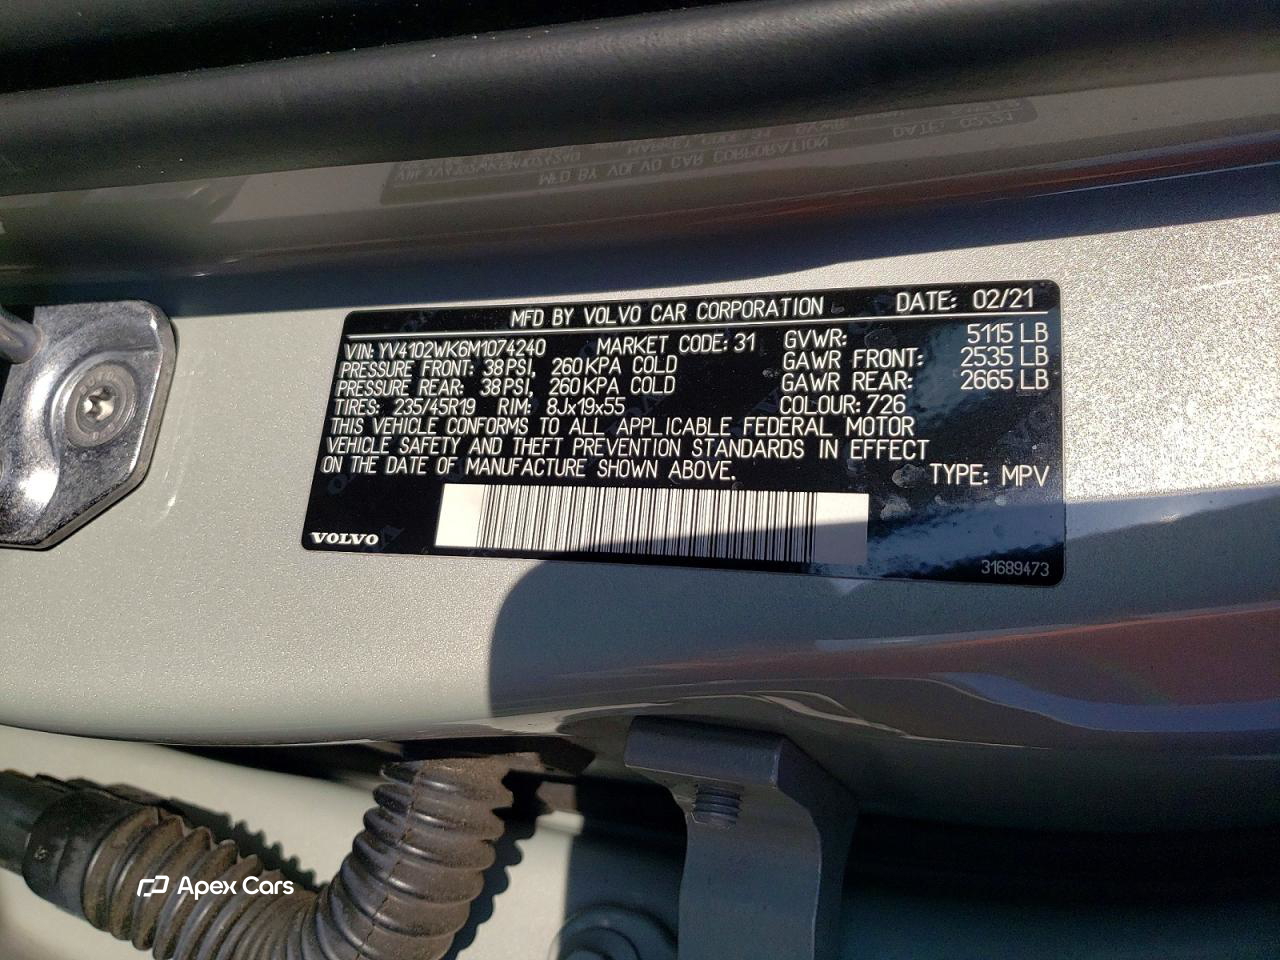 MFD BY VOLVO CAR CORPORATION DATE: 02/21
VIN: YV4102WK6M1074240 MARKET CODE: 31 GVWR: 5115 LB
PRESSURE FRONT: 38 PSI, 260 KPA COLD GAWR FRONT: 2535 LB
PRESSURE REAR: 38 PSI, 260 KPA COLD GAWR REAR: 2665 LB
TIRES: 235/45R19 RIM: 8Jx19x55 COLOUR: 726
THIS VEHICLE CONFORMS TO ALL APPLICABLE FEDERAL MOTOR
VEHICLE SAFETY AND THEFT PREVENTION STANDARDS IN EFFECT
ON THE DATE OF MANUFACTURE SHOWN ABOVE. TYPE: MPV
VOLVO
31689473
Apex Cars